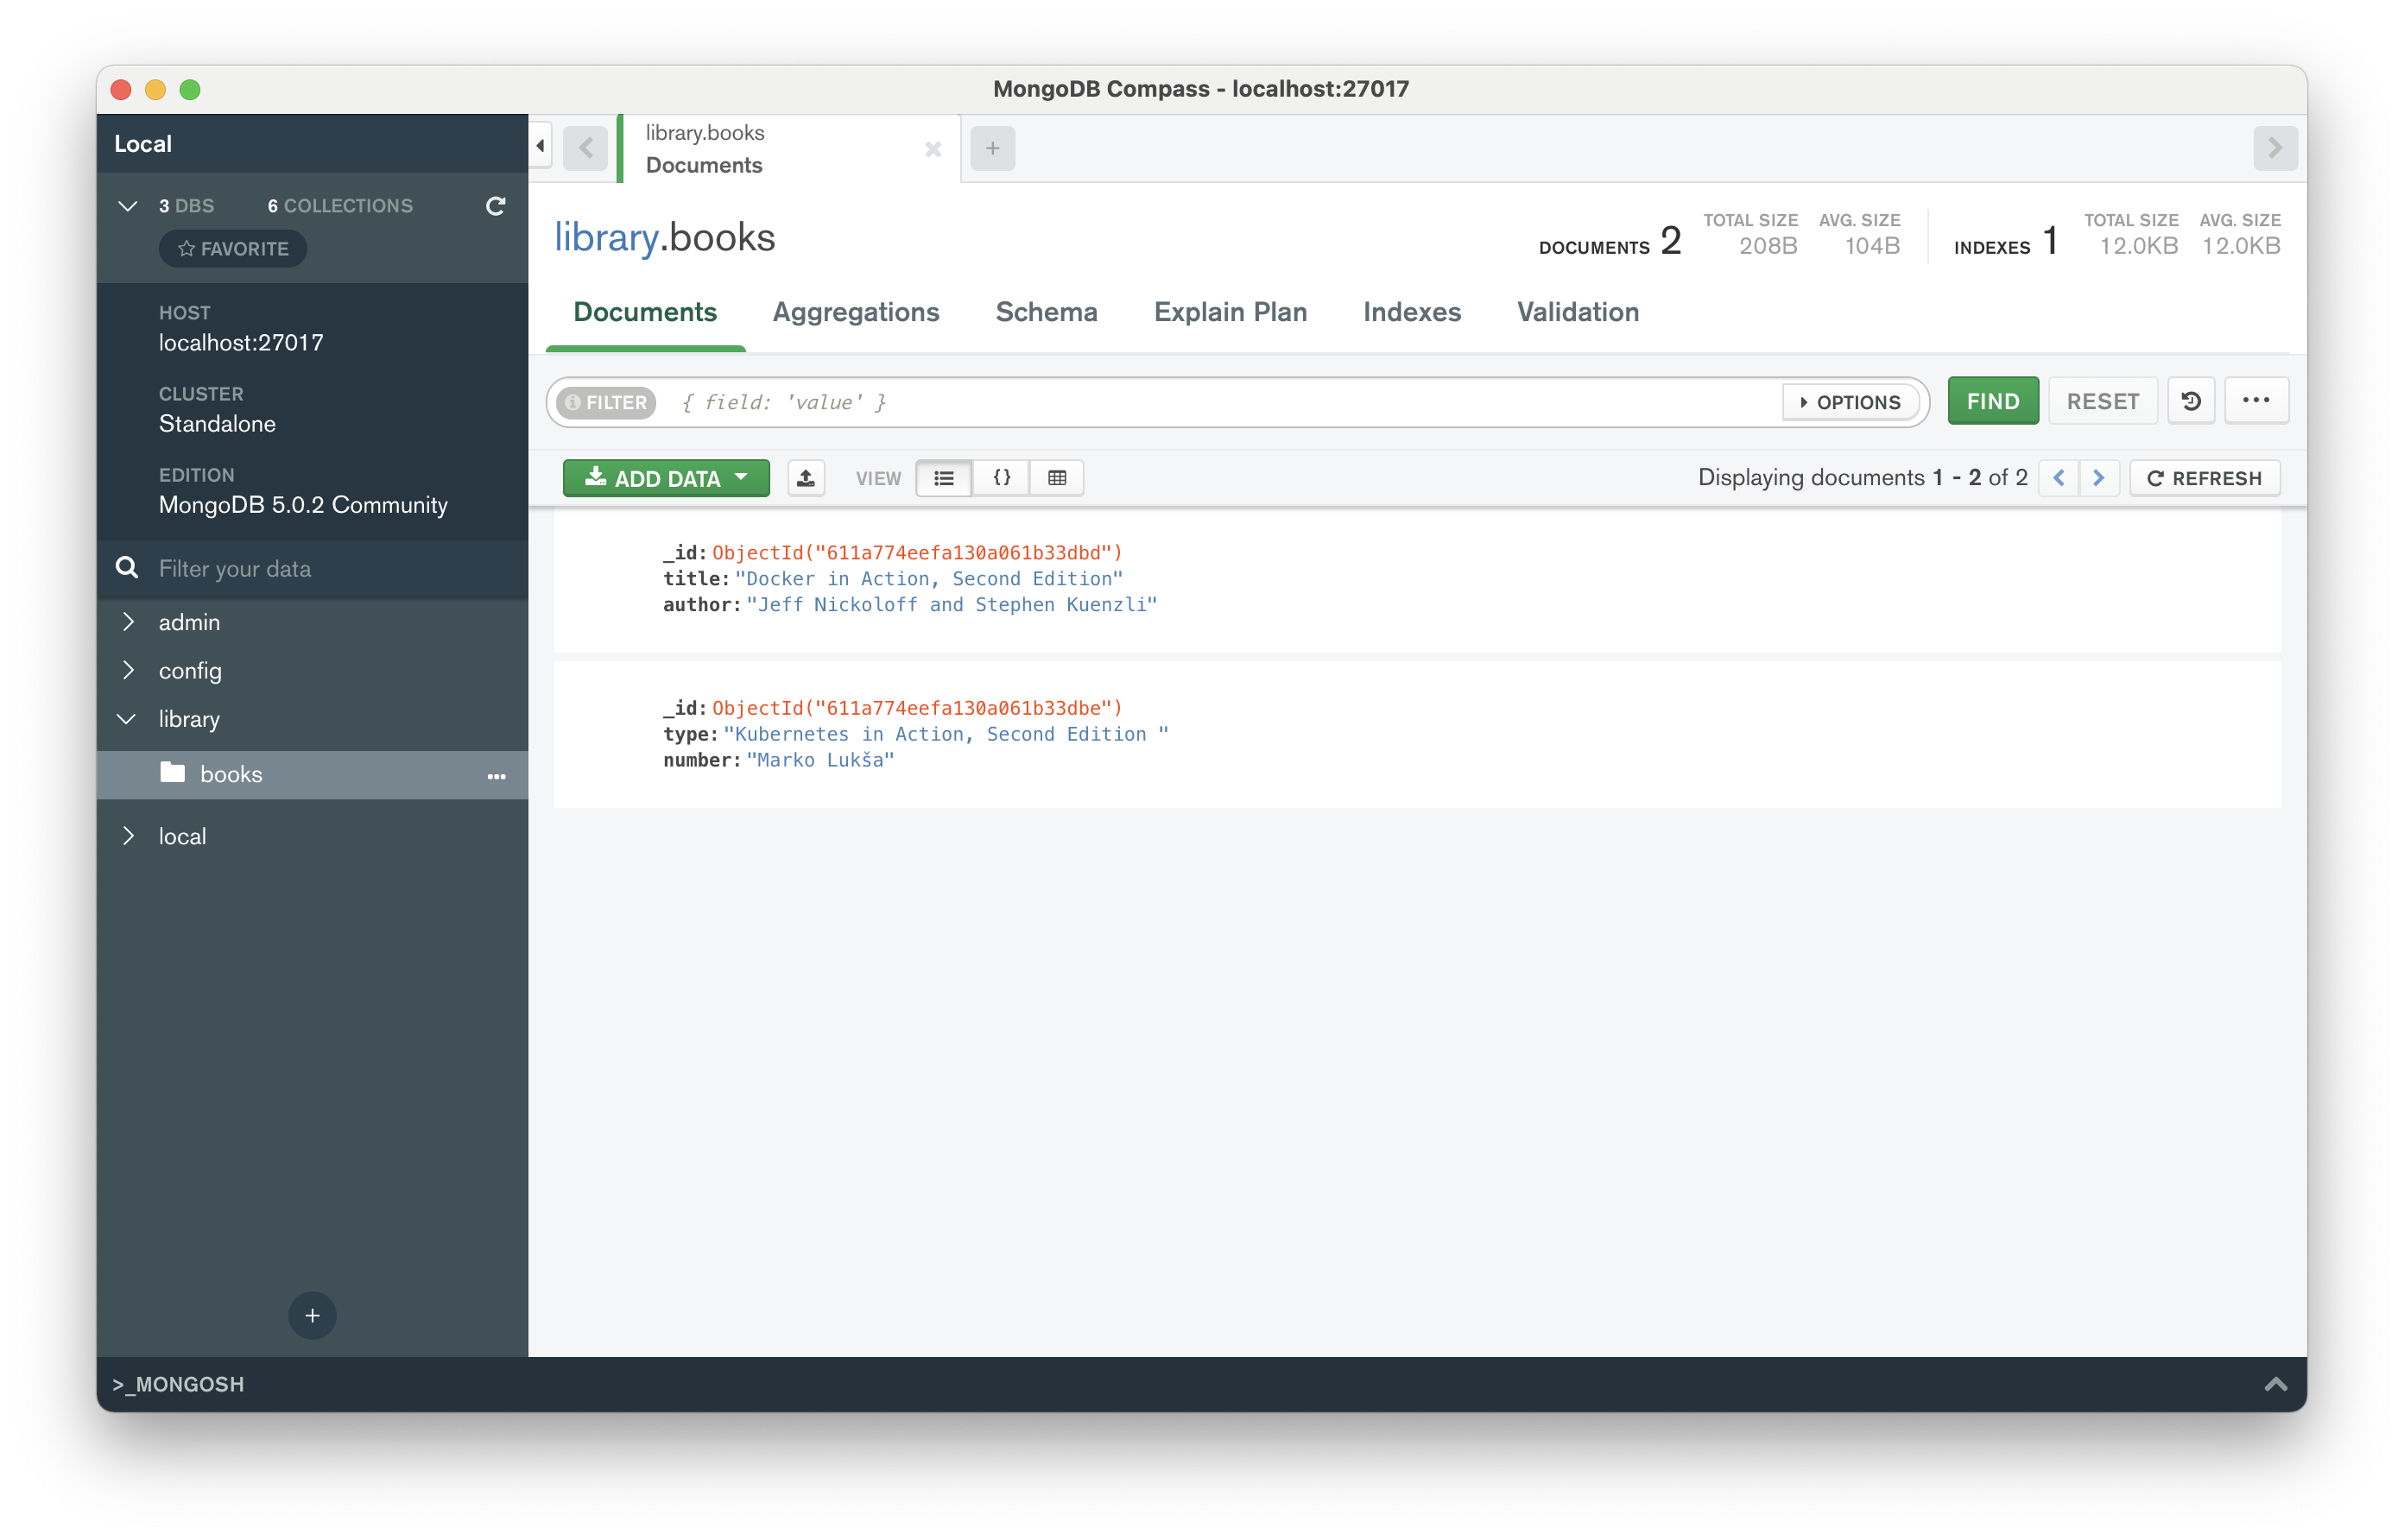 MongoDB Compass - localhost:27017
Local
3 DBS 6 COLLECTIONS
FAVORITE
HOST
localhost:27017
CLUSTER
Standalone
EDITION
MongoDB 5.0.2 Community
Filter your data
admin
config
library
books
local
>_MONGOSH
library.books
Documents
library.books
DOCUMENTS 2 TOTAL SIZE 208B AVG. SIZE 104B INDEXES 1 TOTAL SIZE 12.0KB AVG. SIZE 12.0KB
Documents Aggregations Schema Explain Plan Indexes Validation
FILTER { field: 'value' } OPTIONS FIND RESET
ADD DATA VIEW {} Displaying documents 1 - 2 of 2 REFRESH
_id: ObjectId("611a774eefa130a061b33dbd")
title: "Docker in Action, Second Edition"
author: "Jeff Nickoloff and Stephen Kuenzli"
_id: ObjectId("611a774eefa130a061b33dbe")
type: "Kubernetes in Action, Second Edition "
number: "Marko Lukša"